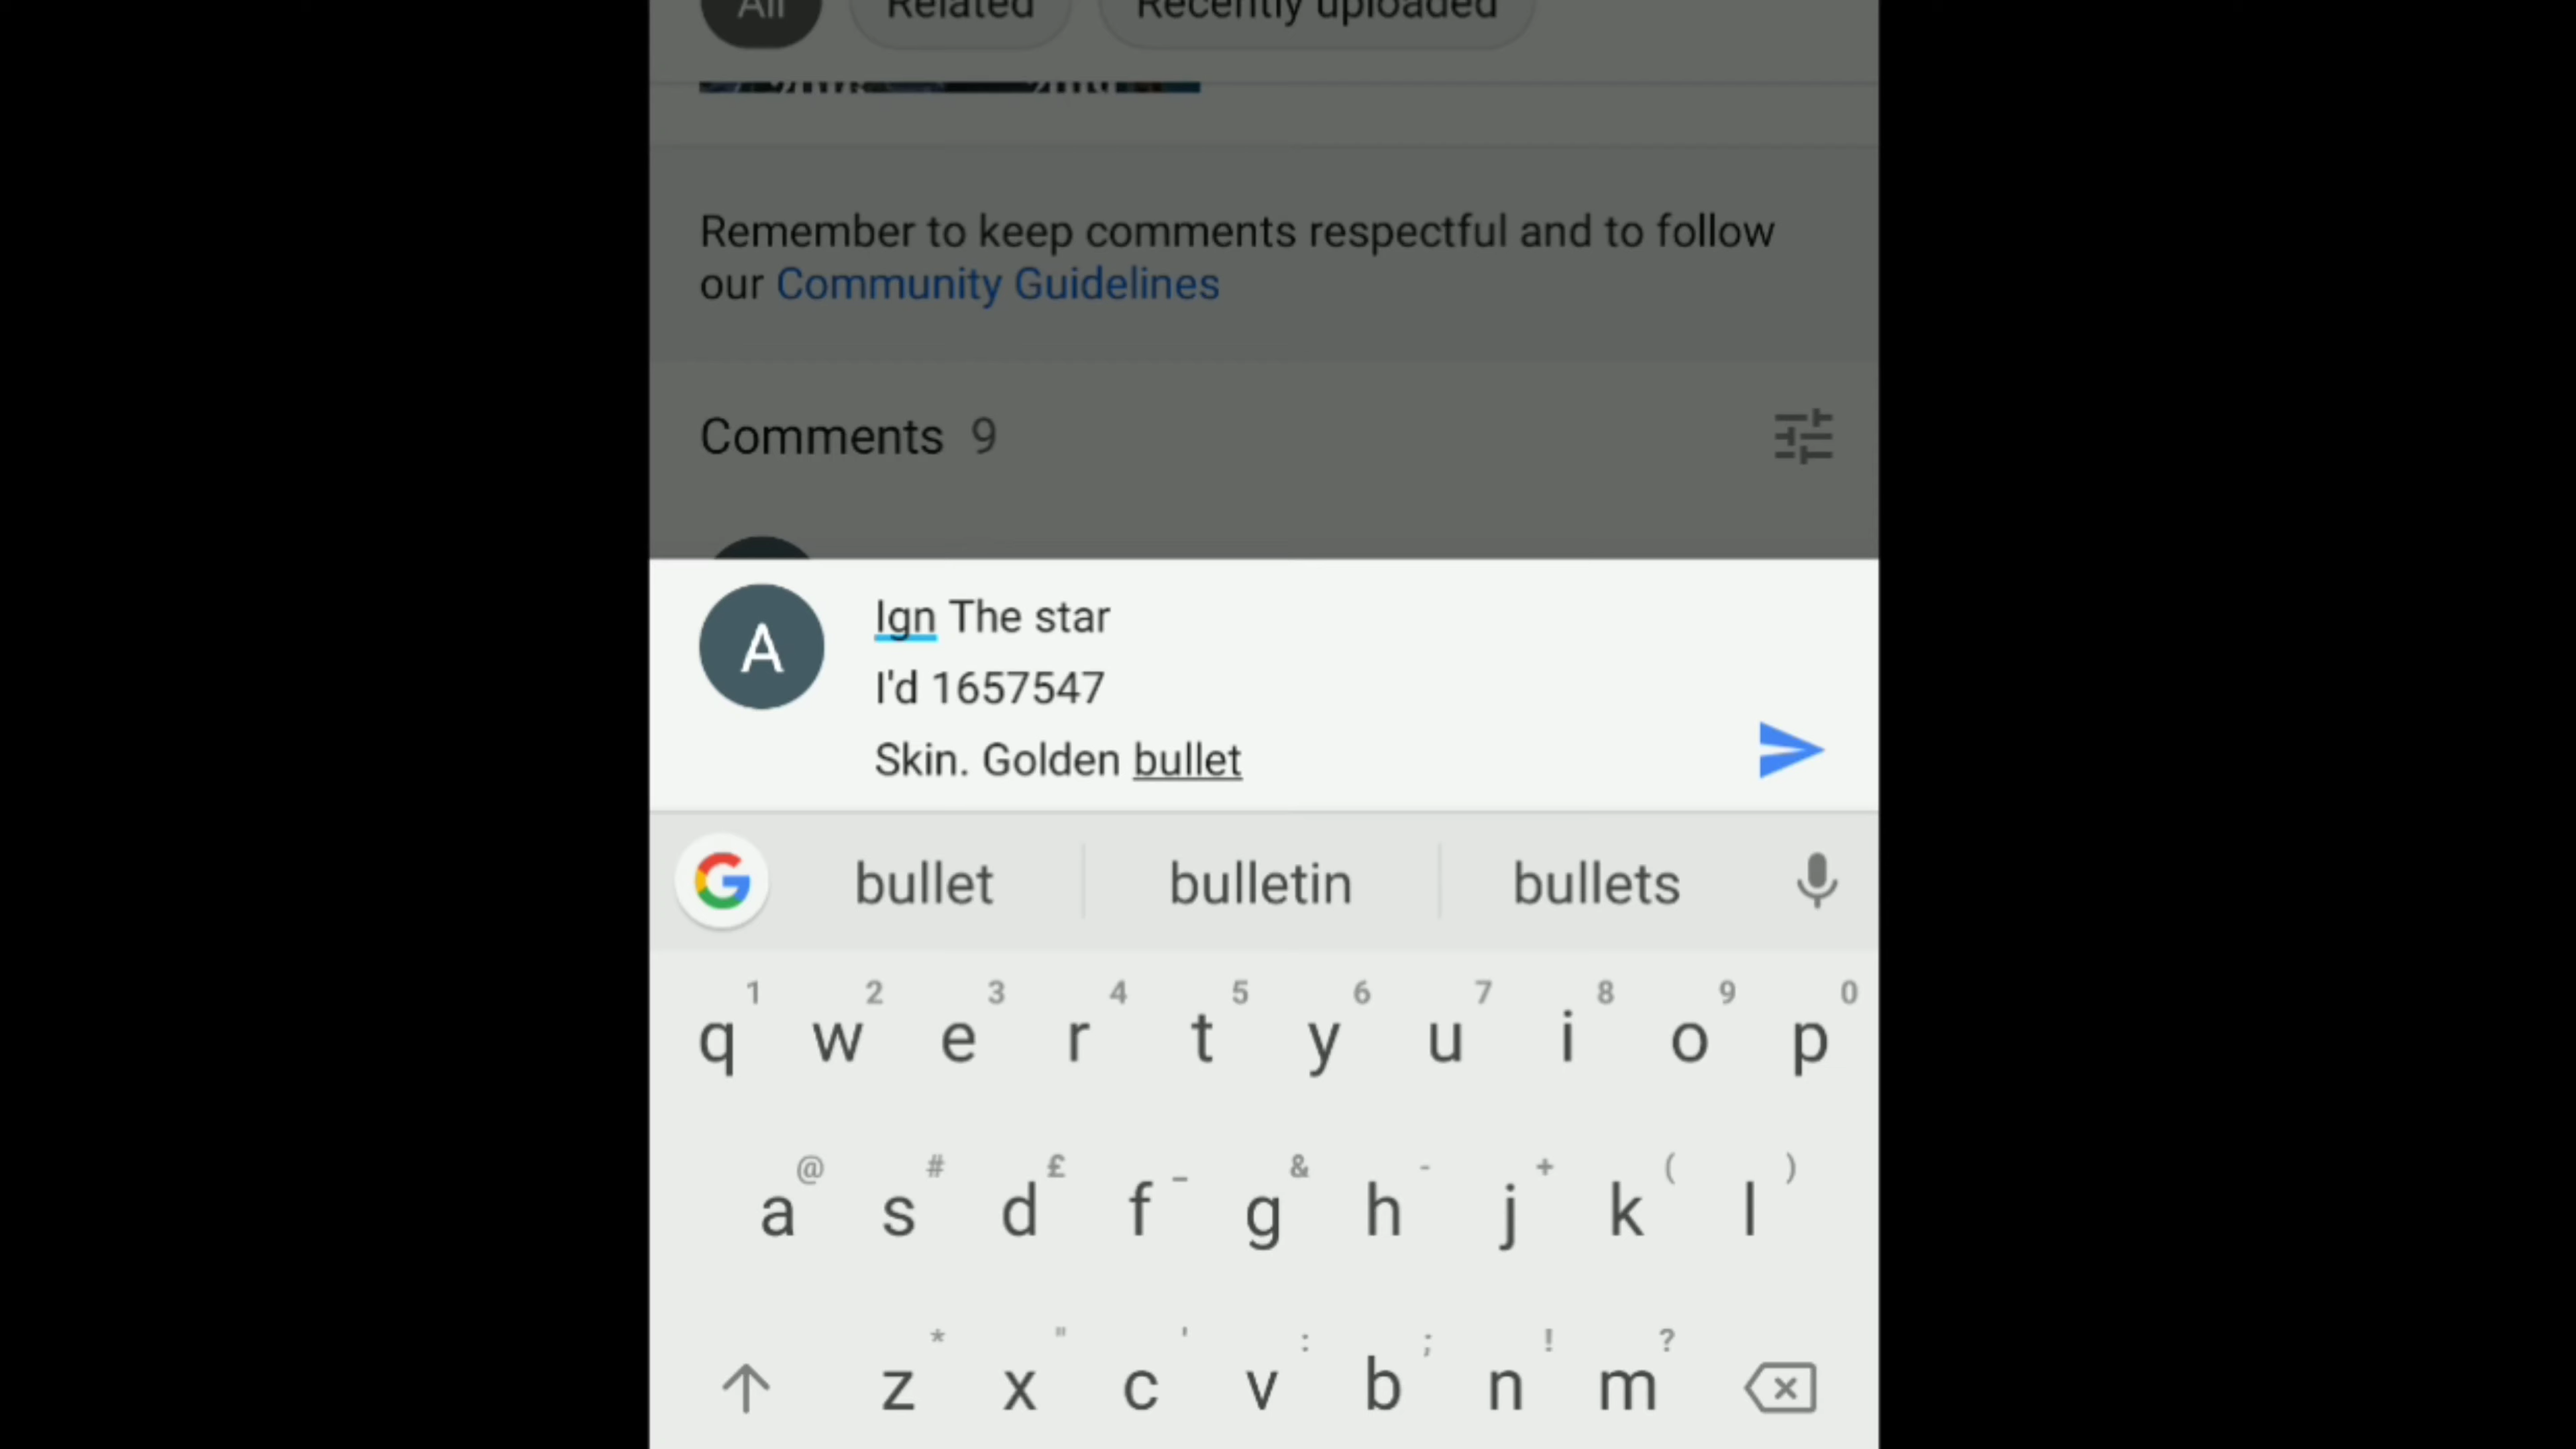 All Related Recently uploaded
Remember to keep comments respectful and to follow
our Community Guidelines
Comments 9
A
Ign The star
I'd 1657547
Skin. Golden bullet
G bullet bulletin bullets
1 2 3 4 5 6 7 8 9 0
q w e r t y u i o p
@ # £ _ & - + ( )
a s d f g h j k l
* " ' : ; ! ?
z x c v b n m